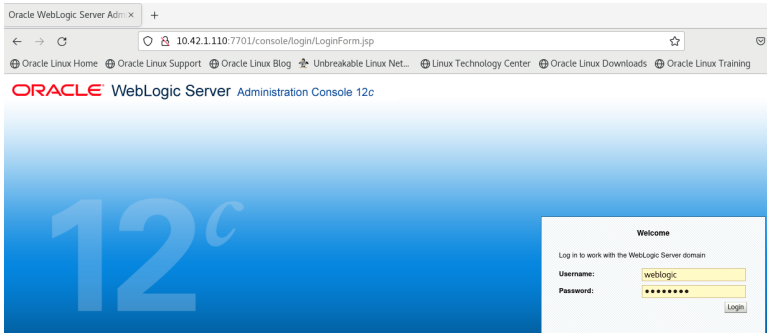 Oracle WebLogic Server Adm × +
10.42.1.110:7701/console/login/LoginForm.jsp
Oracle Linux Home Oracle Linux Support Oracle Linux Blog Unbreakable Linux Net... Linux Technology Center Oracle Linux Downloads Oracle Linux Training
ORACLE WebLogic Server Administration Console 12c
12c
Welcome
Log in to work with the WebLogic Server domain
Username: weblogic
Password: ●●●●●●●●
Login